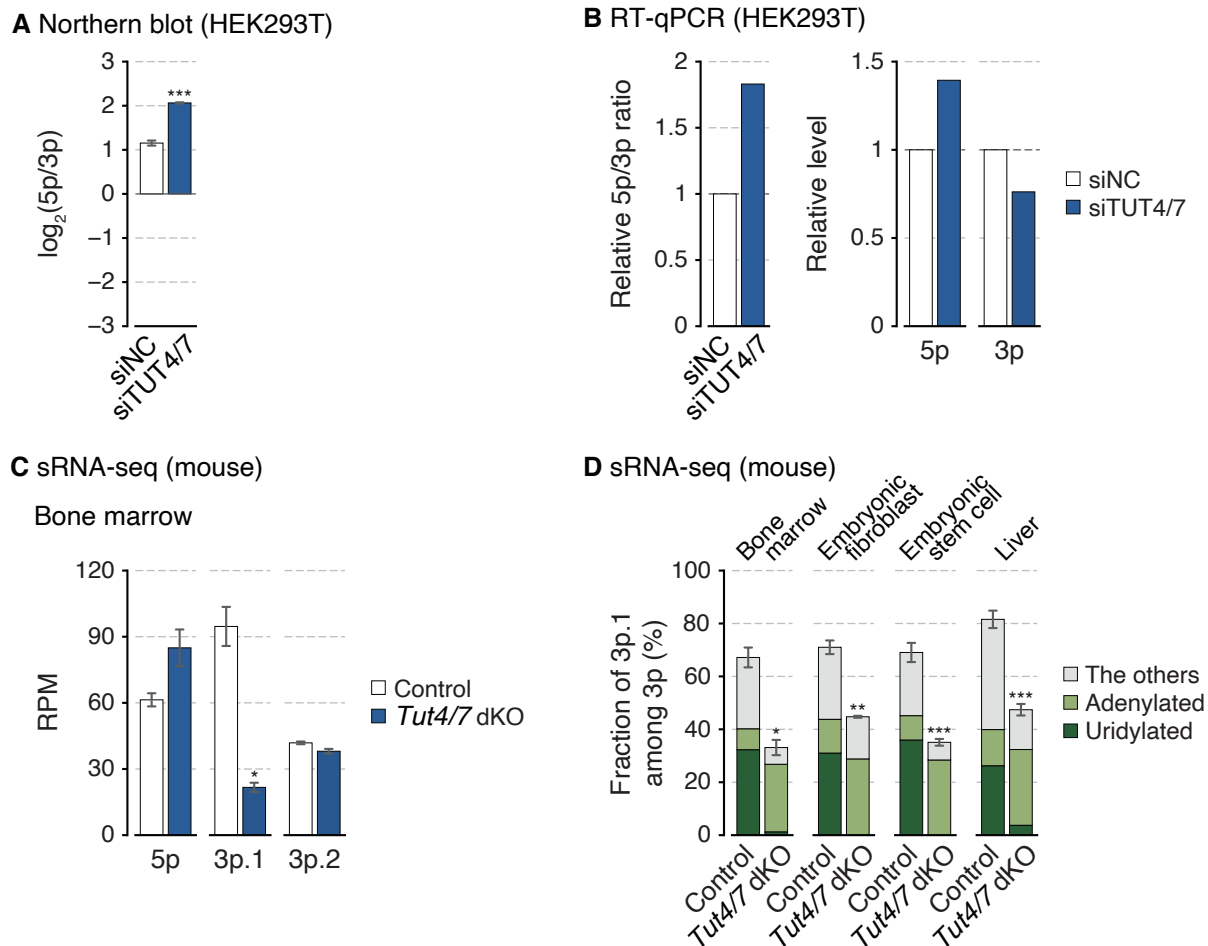 A Northern blot (HEK293T)
3
2
1
0
−1
−2
−3
log2(5p/3p)
***
siNC
siTUT4/7
B RT-qPCR (HEK293T)
2
1.5
1
0.5
0
Relative 5p/3p ratio
siNC
siTUT4/7
1.5
1
0.5
0
Relative level
5p
3p
siNC
siTUT4/7
C sRNA-seq (mouse)
Bone marrow
120
90
60
30
0
RPM
*
5p
3p.1
3p.2
Control
Tut4/7 dKO
D sRNA-seq (mouse)
Bone
marrow
Embryonic
fibroblast
Embryonic
stem cell
Liver
100
80
60
40
20
0
Fraction of 3p.1
among 3p (%)
*
**
***
***
Control
Tut4/7 dKO
Control
Tut4/7 dKO
Control
Tut4/7 dKO
Control
Tut4/7 dKO
The others
Adenylated
Uridylated